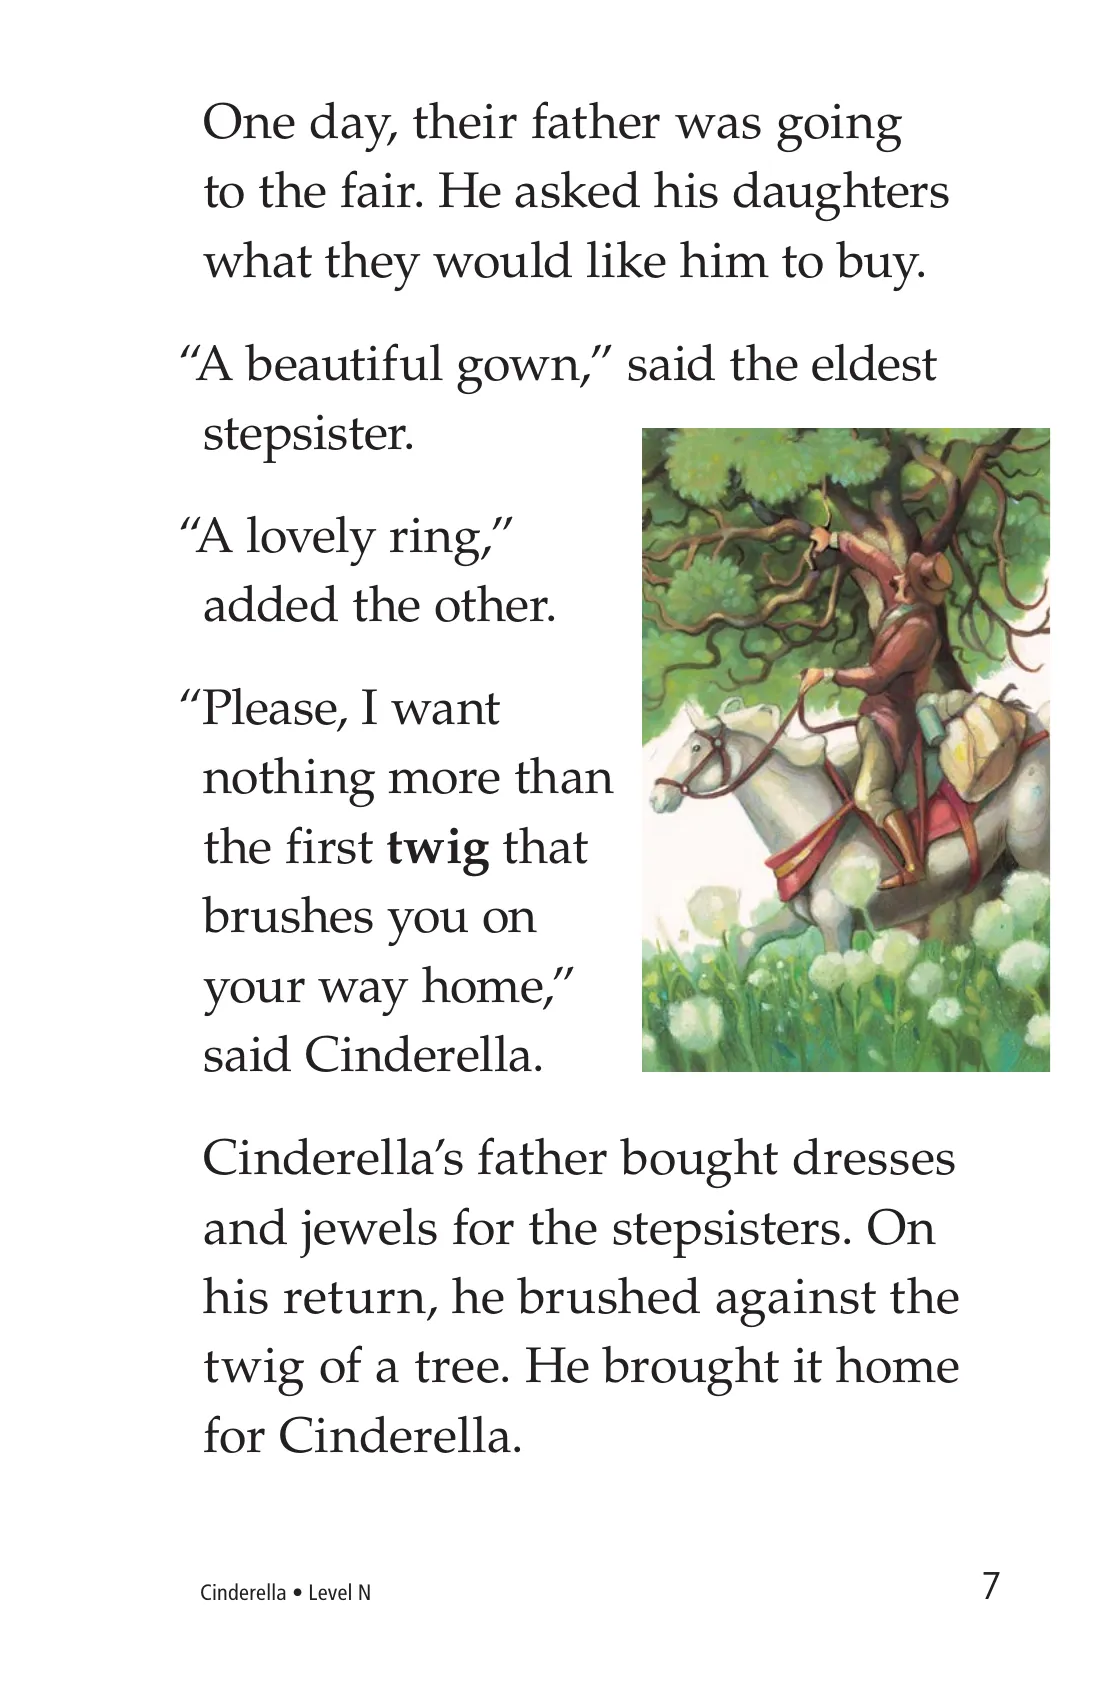 One day, their father was going
to the fair. He asked his daughters
what they would like him to buy.
“A beautiful gown,” said the eldest
stepsister.
“A lovely ring,”
added the other.
“Please, I want
nothing more than
the first twig that
brushes you on
your way home,”
said Cinderella.
Cinderella’s father bought dresses
and jewels for the stepsisters. On
his return, he brushed against the
twig of a tree. He brought it home
for Cinderella.
Cinderella • Level N
7